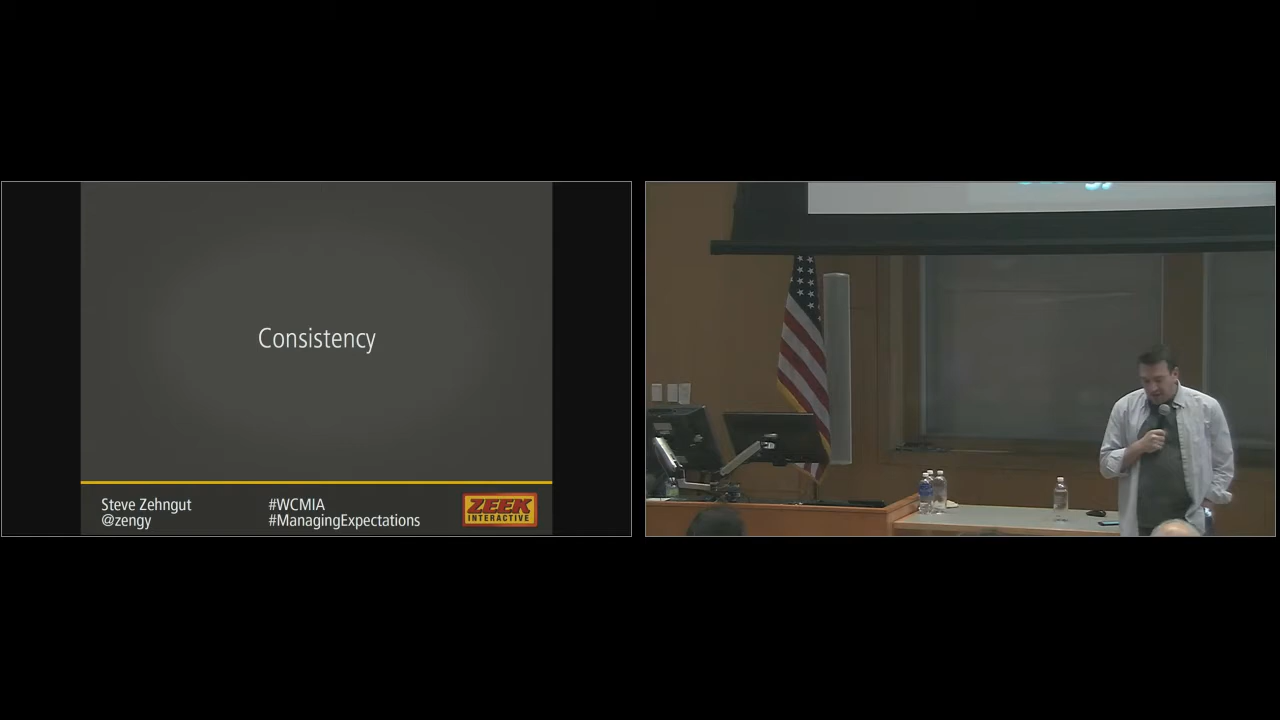 Consistency
Steve Zehngut
@zengy
#WCMIA
#ManagingExpectations
ZEEK
INTERACTIVE